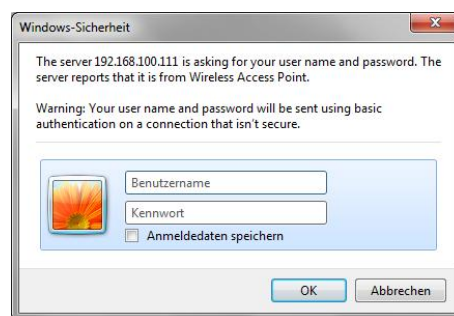 Windows-Sicherheit
The server 192.168.100.111 is asking for your user name and password. The
server reports that it is from Wireless Access Point.
Warning: Your user name and password will be sent using basic
authentication on a connection that isn't secure.
Benutzername
Kennwort
Anmeldedaten speichern
OK
Abbrechen